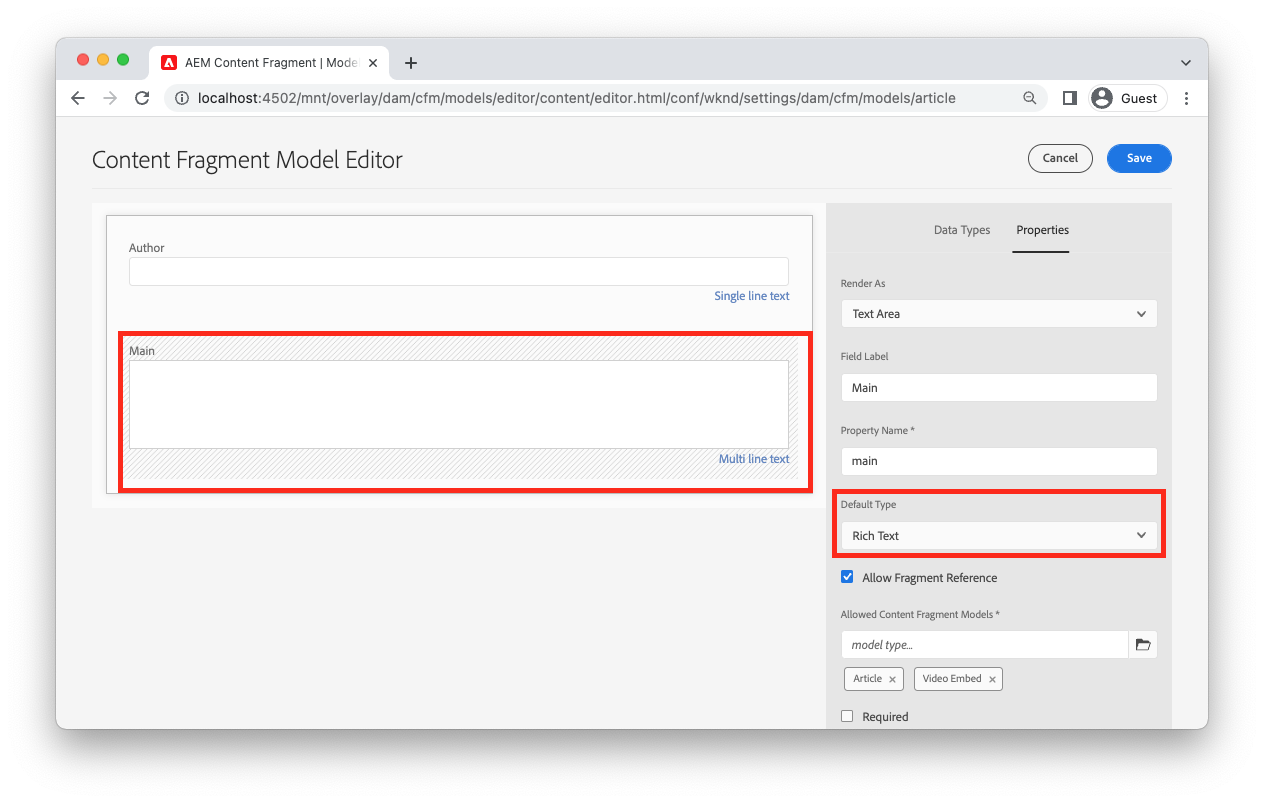 AEM Content Fragment | Mode
localhost:4502/mnt/overlay/dam/cfm/models/editor/content/editor.html/conf/wknd/settings/dam/cfm/models/article
Guest
Content Fragment Model Editor
Cancel
Save
Author
Single line text
Main
Multi line text
Data Types
Properties
Render As
Text Area
Field Label
Main
Property Name *
main
Default Type
Rich Text
Allow Fragment Reference
Allowed Content Fragment Models *
model type...
Article
Video Embed
Required